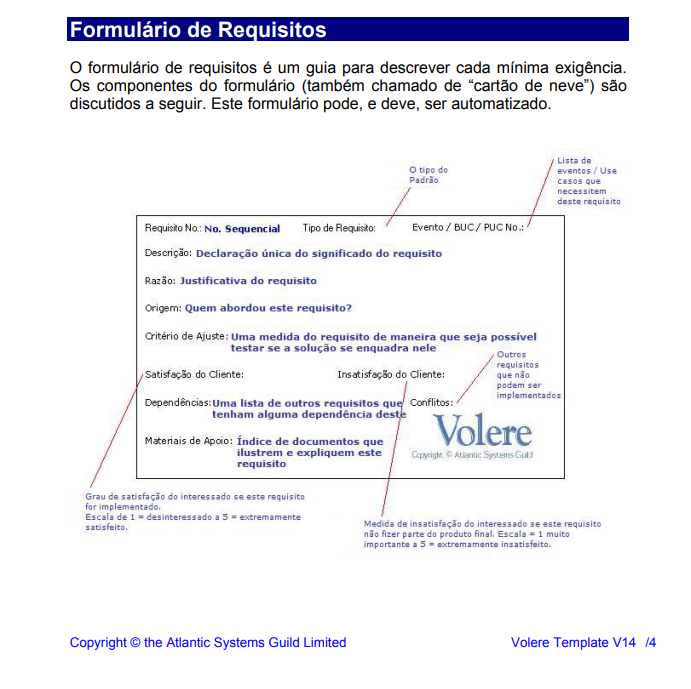 Formulário de Requisitos
O formulário de requisitos é um guia para descrever cada mínima exigência.
Os componentes do formulário (também chamado de “cartão de neve”) são
discutidos a seguir. Este formulário pode, e deve, ser automatizado.
O tipo do
Padrão
Lista de
eventos / Use
casos que
necessitem
deste requisito
Requisito No.: No. Sequencial Tipo de Requisito: Evento / BUC / PUC No.:
Descrição: Declaração única do significado do requisito
Razão: Justificativa do requisito
Origem: Quem abordou este requisito?
Critério de Ajuste: Uma medida do requisito de maneira que seja possível
testar se a solução se enquadra nele
Outros
requisitos
que não
podem ser
implementados
Satisfação do Cliente: Insatisfação do Cliente:
Dependências: Uma lista de outros requisitos que
tenham alguma dependência deste
Conflitos:
Materiais de Apoio: Índice de documentos que
ilustrem e expliquem este
requisito
Volere
Copyright © Atlantic Systems Guild
Grau de satisfação do interessado se este requisito
for implementado.
Escala de 1 = desinteressado a 5 = extremamente
satisfeito.
Medida de insatisfação do interessado se este requisito
não fizer parte do produto final. Escala = 1 muito
importante a 5 = extremamente insatisfeito.
Copyright © the Atlantic Systems Guild Limited Volere Template V14 /4